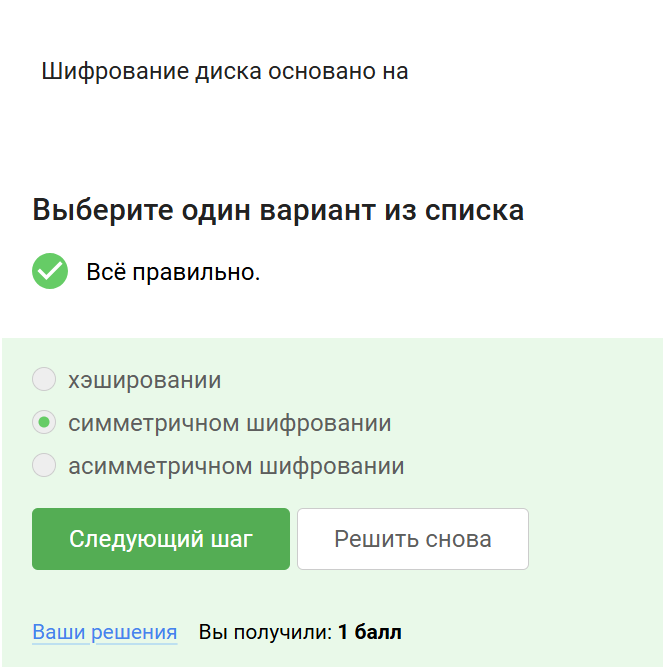 Шифрование диска основано на
Выберите один вариант из списка
Всё правильно.
хэшировании
симметричном шифровании
асимметричном шифровании
Следующий шаг
Решить снова
Ваши решения Вы получили: 1 балл